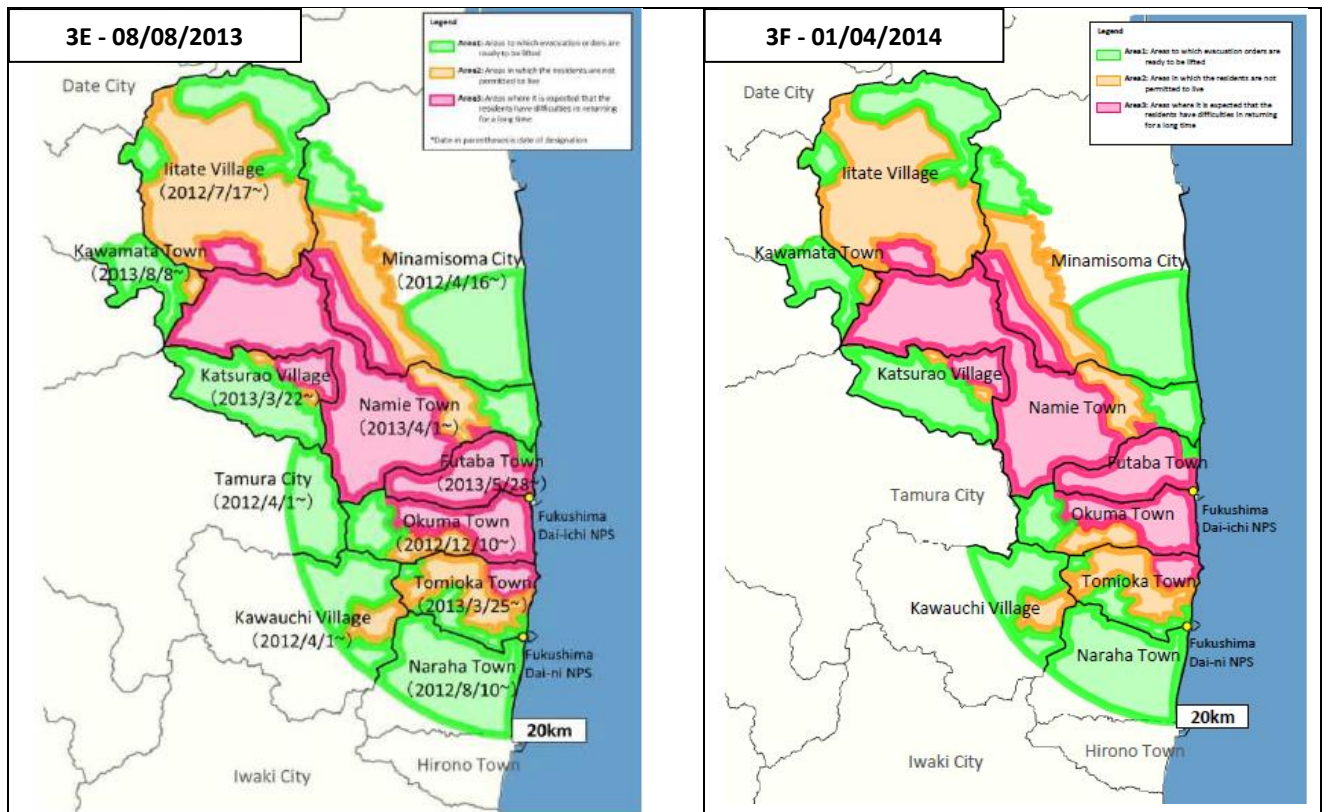 3E - 08/08/2013
Legend
Area1: Areas to which evacuation orders are
ready to be lifted
Area2: Areas in which the residents are not
permitted to live
Area3: Areas where it is expected that the
residents have difficulties in returning
for a long time
*Date in parentheses is date of designation
Date City
Iitate Village
(2012/7/17~)
Kawamata Town
(2013/8/8~)
Minamisoma City
(2012/4/16~)
Katsurao Village
(2013/3/22~)
Namie Town
(2013/4/1~)
Futaba Town
(2013/5/28~)
Tamura City
(2012/4/1~)
Okuma Town
(2012/12/10~)
Fukushima
Dai-ichi NPS
Tomioka Town
(2013/3/25~)
Kawauchi Village
(2012/4/1~)
Naraha Town
(2012/8/10~)
Fukushima
Dai-ni NPS
20km
Hirono Town
Iwaki City
3F - 01/04/2014
Legend
Area1: Areas to which evacuation orders are
ready to be lifted
Area2: Areas in which the residents are not
permitted to live
Area3: Areas where it is expected that the
residents have difficulties in returning
for a long time
Date City
Iitate Village
Kawamata Town
Minamisoma City
Katsurao Village
Namie Town
Futaba Town
Tamura City
Okuma Town
Fukushima
Dai-ichi NPS
Tomioka Town
Kawauchi Village
Naraha Town
Fukushima
Dai-ni NPS
20km
Hirono Town
Iwaki City